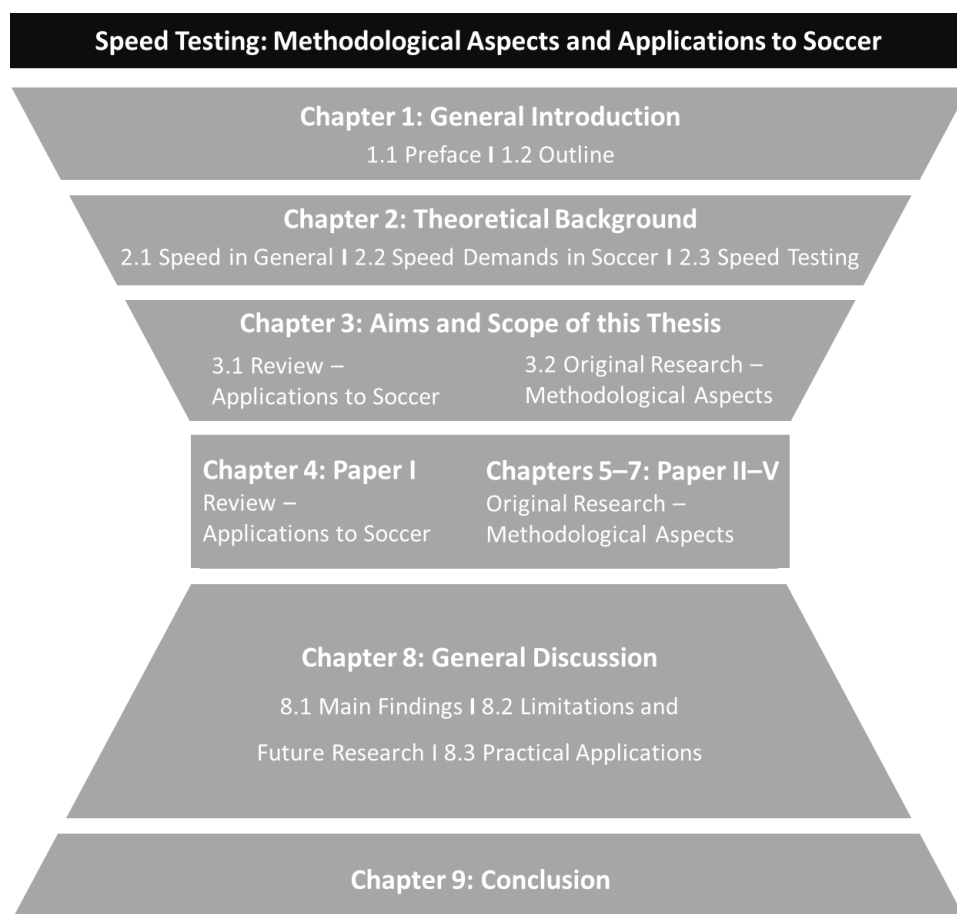 Speed Testing: Methodological Aspects and Applications to Soccer
Chapter 1: General Introduction
1.1 Preface I 1.2 Outline
Chapter 2: Theoretical Background
2.1 Speed in General I 2.2 Speed Demands in Soccer I 2.3 Speed Testing
Chapter 3: Aims and Scope of this Thesis
3.1 Review –
Applications to Soccer
3.2 Original Research –
Methodological Aspects
Chapter 4: Paper I
Review –
Applications to Soccer
Chapters 5–7: Paper II–V
Original Research –
Methodological Aspects
Chapter 8: General Discussion
8.1 Main Findings I 8.2 Limitations and
Future Research I 8.3 Practical Applications
Chapter 9: Conclusion